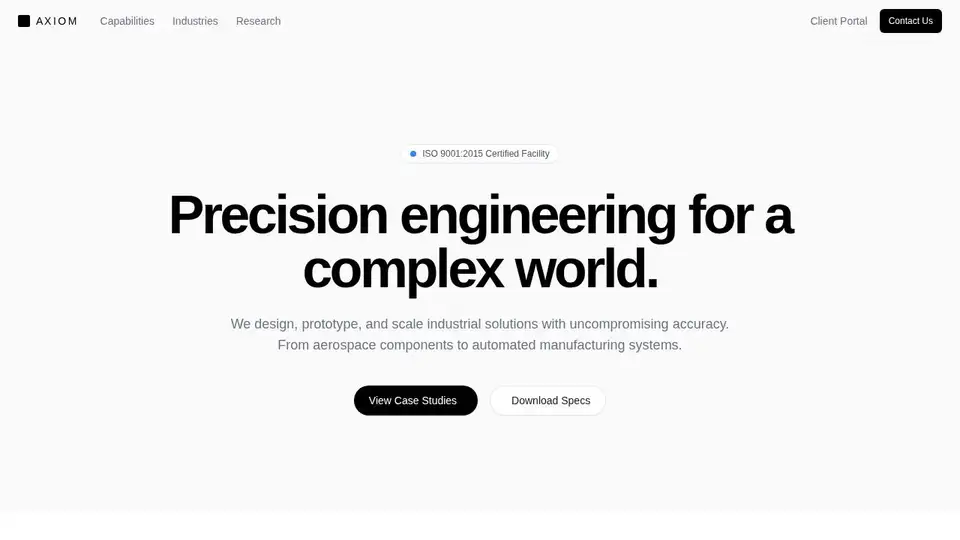 AXIOM Capabilities Industries Research Client Portal Contact Us
ISO 9001:2015 Certified Facility
Precision engineering for a
complex world.
We design, prototype, and scale industrial solutions with uncompromising accuracy.
From aerospace components to automated manufacturing systems.
View Case Studies Download Specs